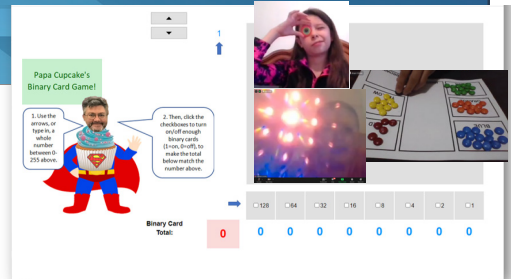 1
Papa Cupcake's
Binary Card Game!
1. Use the
arrows, or
type in, a
whole
number
between 0-
255 above.
2. Then, click the
checkboxes to turn
on/off enough
binary cards
(1=on, 0=off), to
make the total
below match the
number above.
128 64 32 16 8 4 2 1
Binary Card
Total:
0 0 0 0 0 0 0 0 0